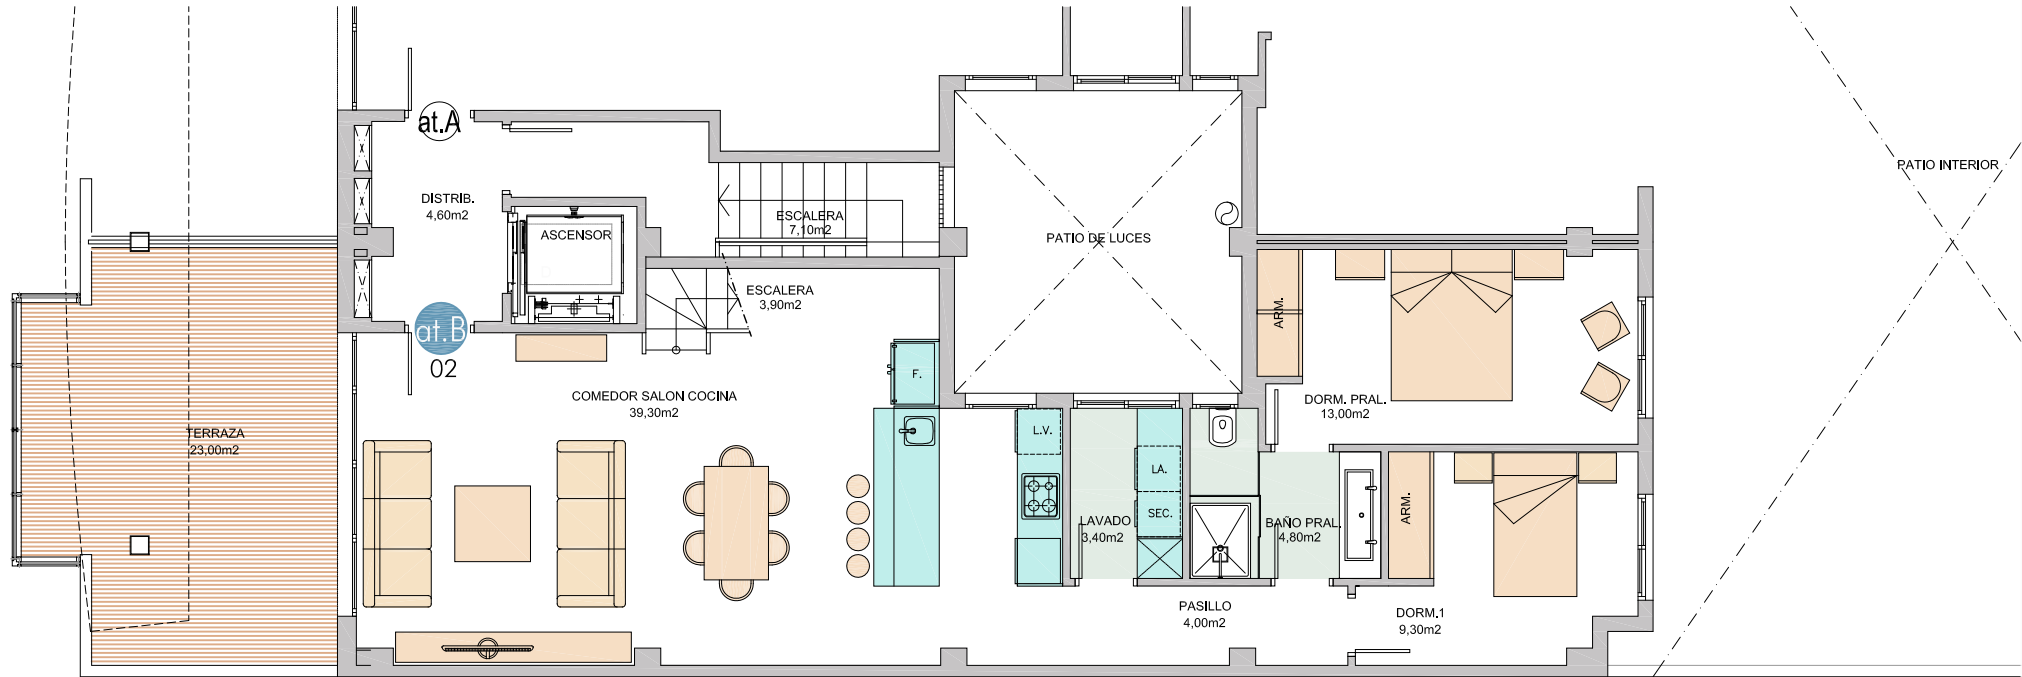 at.A
PATIO INTERIOR
DISTRIB.
4,60m2
ESCALERA
7,10m2
ASCENSOR
PATIO DE LUCES
ESCALERA
3,90m2
ARM.
at.B
02
F.
COMEDOR SALON COCINA
39,30m2
DORM. PRAL.
13,00m2
TERRAZA
23,00m2
L.V.
LA.
SEC.
ARM.
LAVADO
3,40m2
BAÑO PRAL.
4,80m2
PASILLO
4,00m2
DORM.1
9,30m2